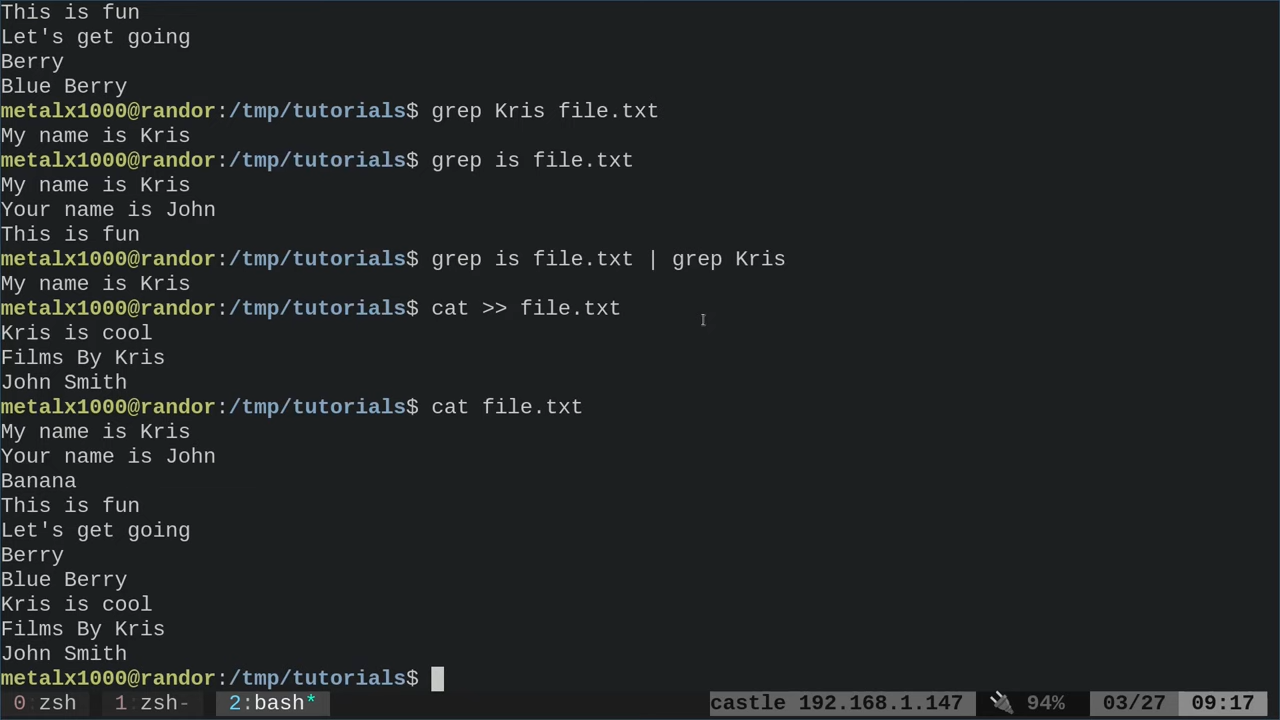 This is fun
Let's get going
Berry
Blue Berry
metalx1000@randor:/tmp/tutorials$ grep Kris file.txt
My name is Kris
metalx1000@randor:/tmp/tutorials$ grep is file.txt
My name is Kris
Your name is John
This is fun
metalx1000@randor:/tmp/tutorials$ grep is file.txt | grep Kris
My name is Kris
metalx1000@randor:/tmp/tutorials$ cat >> file.txt
Kris is cool
Films By Kris
John Smith
metalx1000@randor:/tmp/tutorials$ cat file.txt
My name is Kris
Your name is John
Banana
This is fun
Let's get going
Berry
Blue Berry
Kris is cool
Films By Kris
John Smith
metalx1000@randor:/tmp/tutorials$
0 zsh 1 zsh- 2:bash* castle 192.168.1.147 94% 03/27 09:17